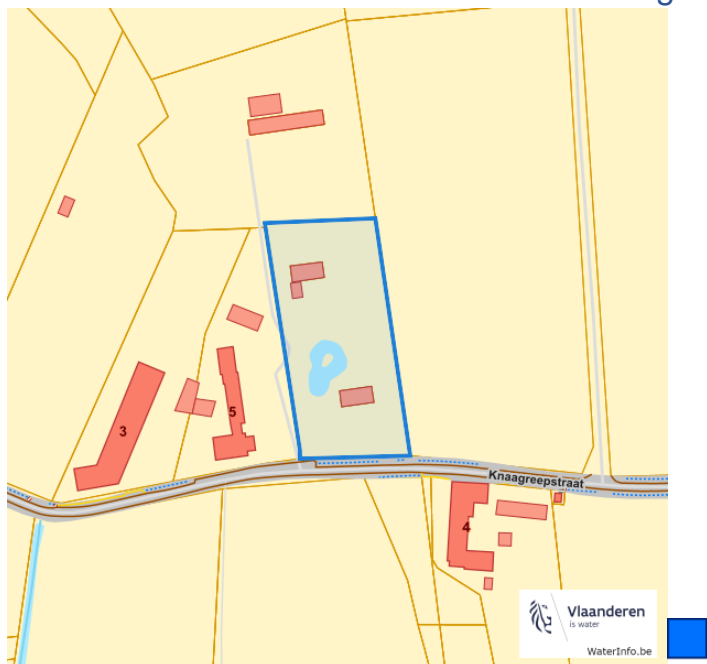 g
3
5
Knaagreepstraat
4
Vlaanderen
is water
WaterInfo.be